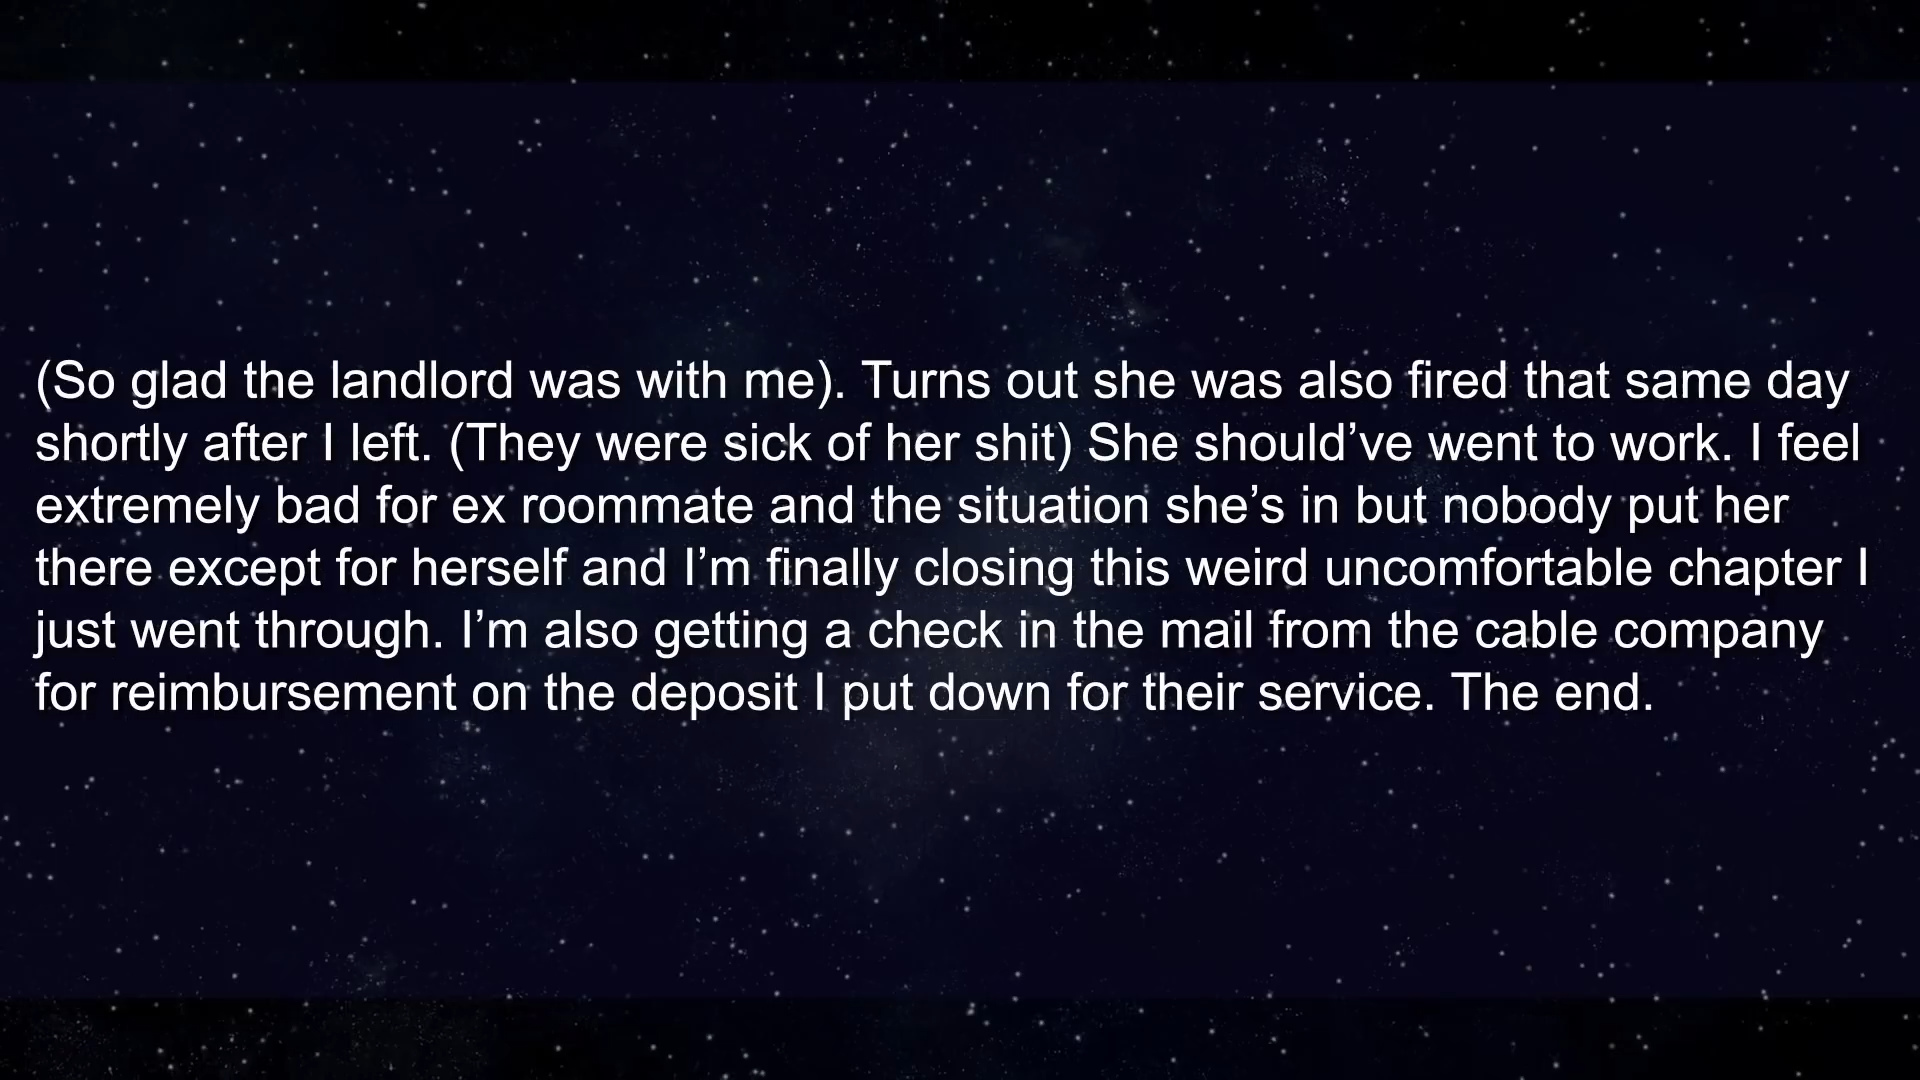 (So glad the landlord was with me). Turns out she was also fired that same day
shortly after I left. (They were sick of her shit) She should’ve went to work. I feel
extremely bad for ex roommate and the situation she’s in but nobody put her
there except for herself and I’m finally closing this weird uncomfortable chapter I
just went through. I’m also getting a check in the mail from the cable company
for reimbursement on the deposit I put down for their service. The end.